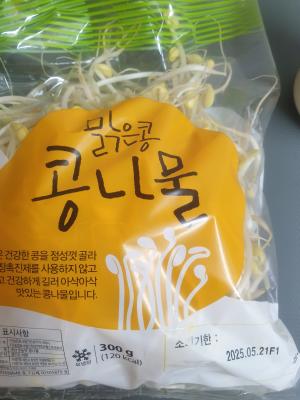 맑은콩
콩나물
은 건강한 콩을 정성껏 골라
장촉진제를 사용하지 않고
고 건강하게 길러 아삭아삭
맛있는 콩나물입니다.
표시사항
300 g
(120 kcal)
소비기한:
2025.05.21F1